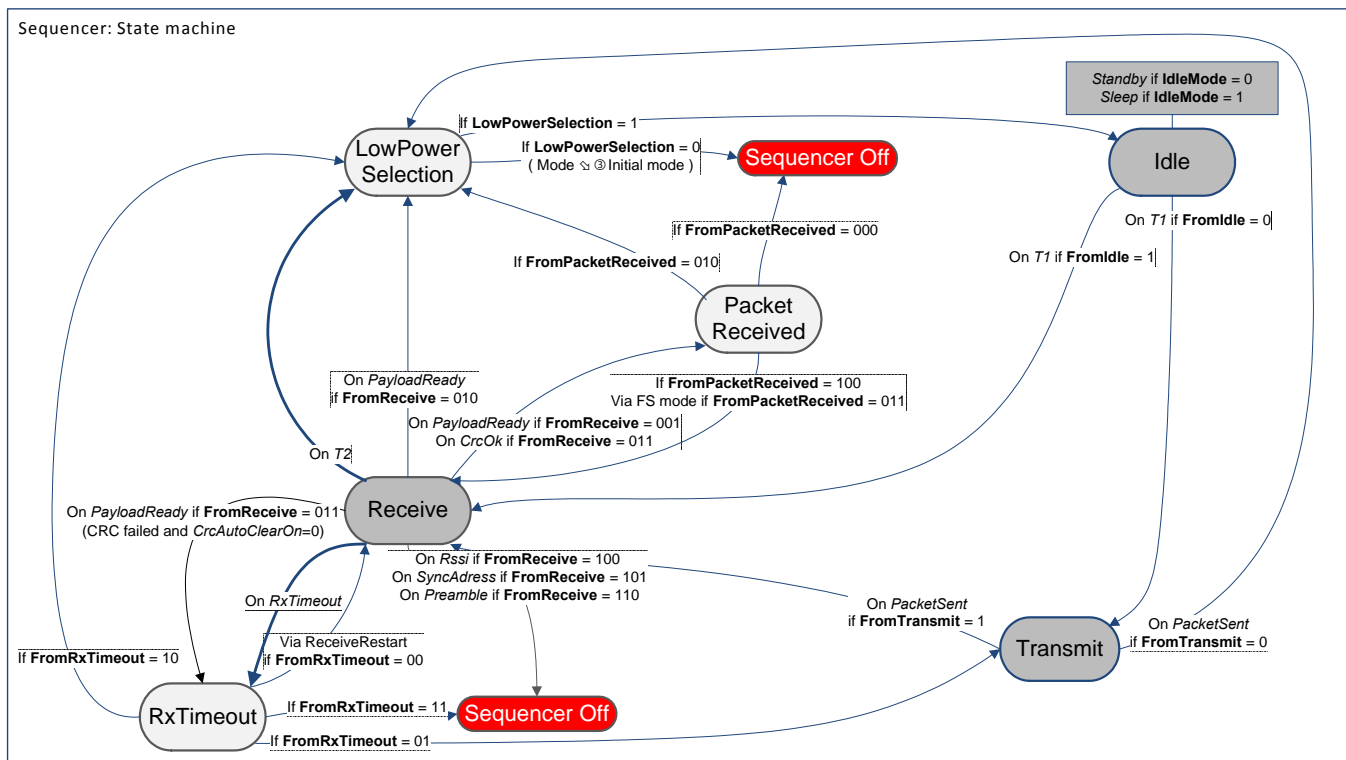 Sequencer: State machine
Standby if IdleMode = 0
Sleep if IdleMode = 1
If LowPowerSelection = 1
LowPower
Selection
If LowPowerSelection = 0
( Mode ⇘ ③ Initial mode )
Sequencer Off
Idle
On T1 if FromIdle = 0
If FromPacketReceived = 000
On T1 if FromIdle = 1
If FromPacketReceived = 010
Packet
Received
On PayloadReady
if FromReceive = 010
If FromPacketReceived = 100
Via FS mode if FromPacketReceived = 011
On PayloadReady if FromReceive = 001
On CrcOk if FromReceive = 011
On T2
Receive
On PayloadReady if FromReceive = 011
(CRC failed and CrcAutoClearOn=0)
On Rssi if FromReceive = 100
On SyncAdress if FromReceive = 101
On Preamble if FromReceive = 110
On RxTimeout
On PacketSent
if FromTransmit = 1
On PacketSent
if FromTransmit = 0
Transmit
Via ReceiveRestart
if FromRxTimeout = 00
If FromRxTimeout = 10
RxTimeout
If FromRxTimeout = 11
Sequencer Off
If FromRxTimeout = 01